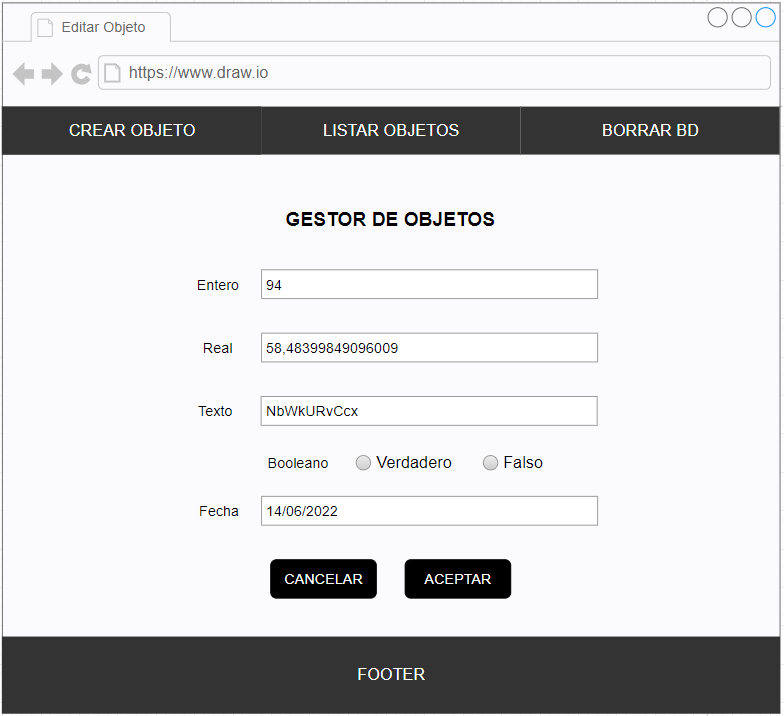 Editar Objeto
https://www.draw.io
CREAR OBJETO LISTAR OBJETOS BORRAR BD
GESTOR DE OBJETOS
Entero 94
Real 58,48399849096009
Texto NbWkURvCcx
Booleano Verdadero Falso
Fecha 14/06/2022
CANCELAR ACEPTAR
FOOTER